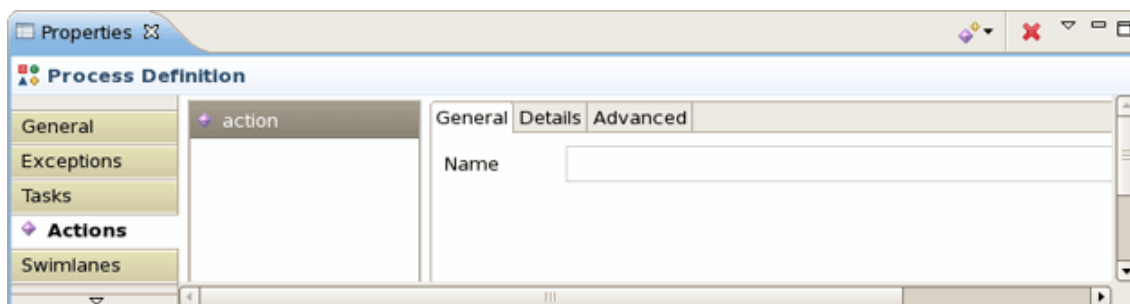 Properties
Process Definition
General
Exceptions
Tasks
Actions
Swimlanes
action
General Details Advanced
Name